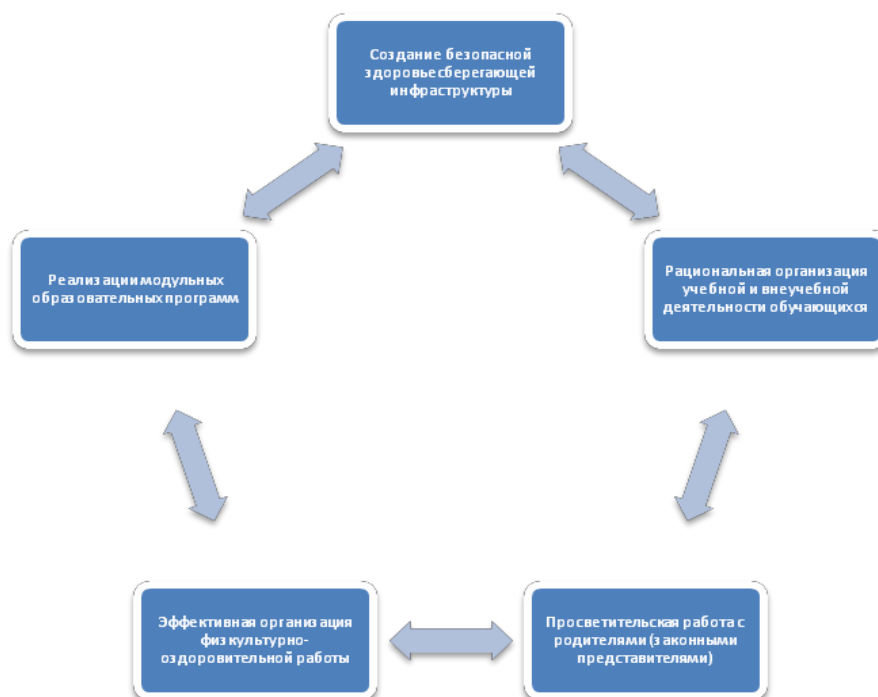 Создание безопасной
здоровьесберегающей
инфраструктуры
Реализации модульных
образовательных программ
Рациональная организация
учебной и внеучебной
деятельности обучающихся
Эффективная организация
физкультурно-
оздоровительной работы
Просветительская работа с
родителями (законными
представителями)